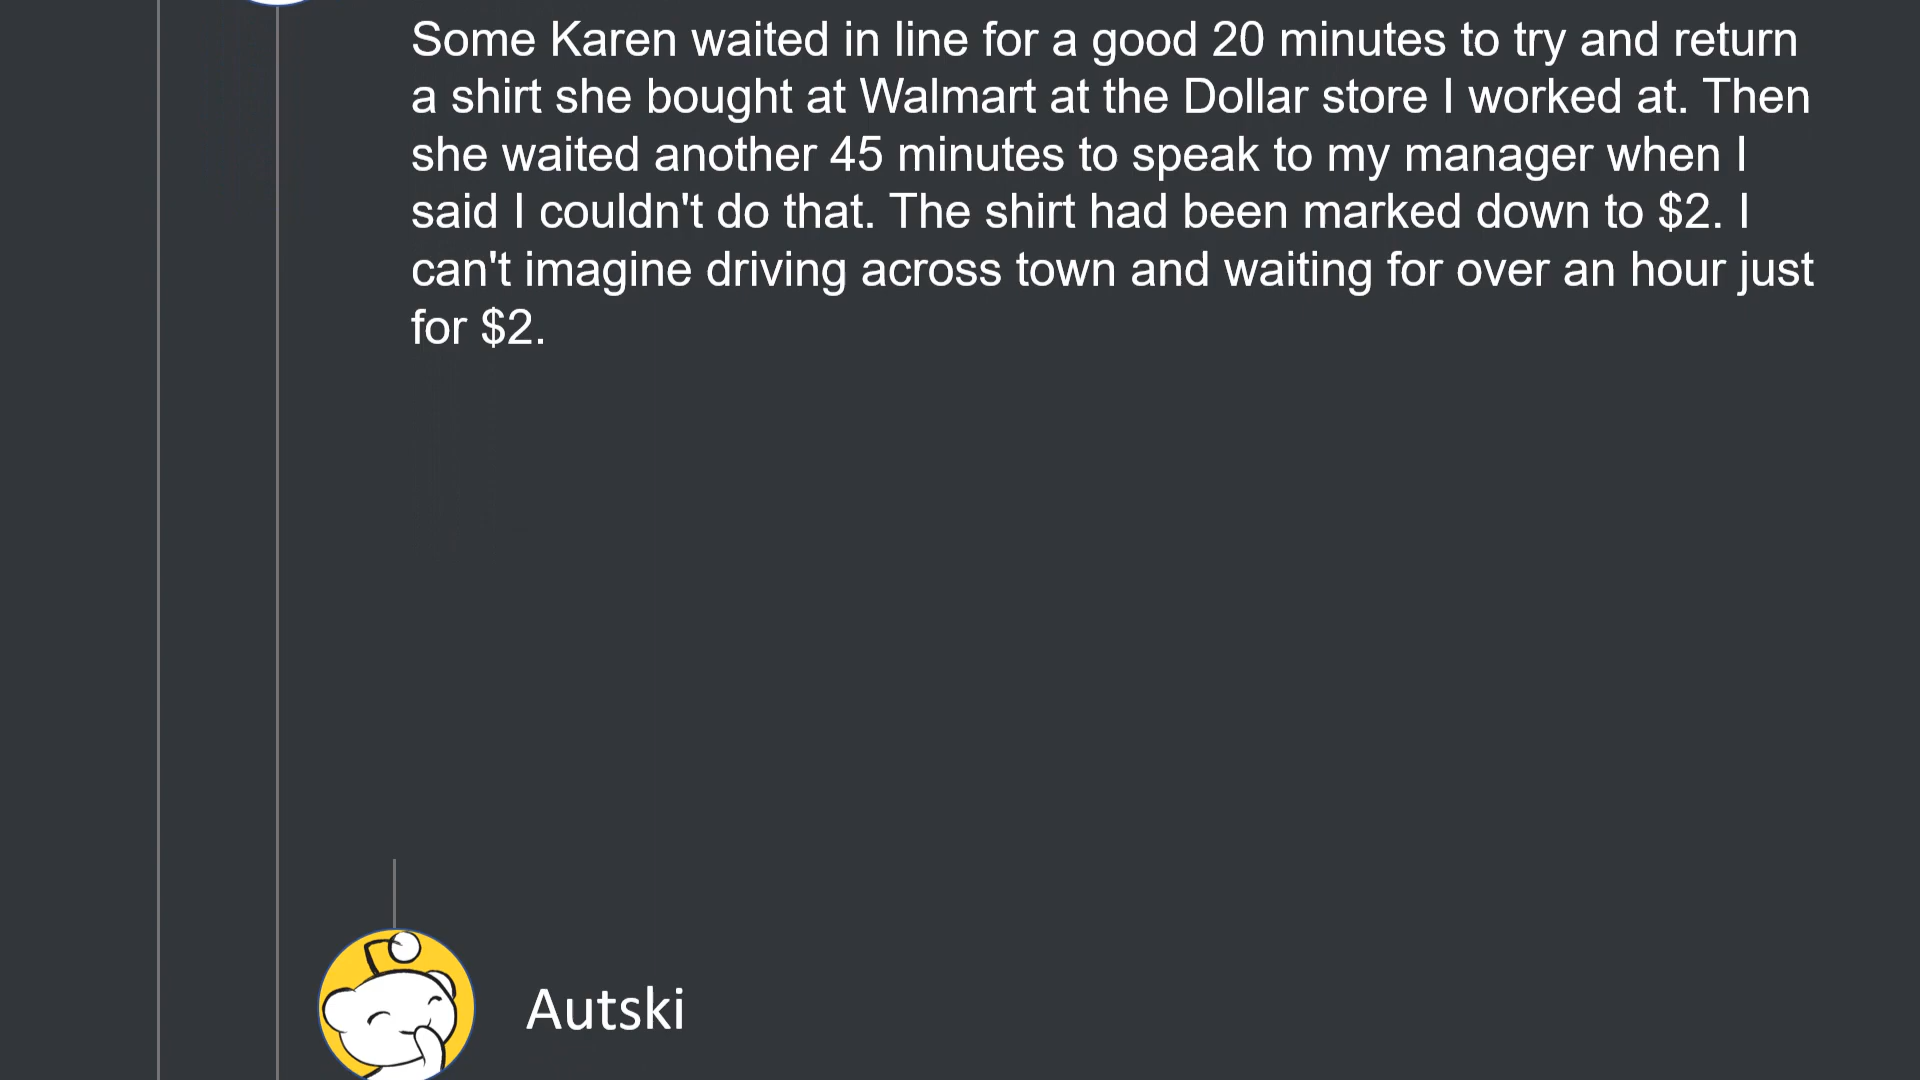 Some Karen waited in line for a good 20 minutes to try and return
a shirt she bought at Walmart at the Dollar store I worked at. Then
she waited another 45 minutes to speak to my manager when I
said I couldn't do that. The shirt had been marked down to $2. I
can't imagine driving across town and waiting for over an hour just
for $2.
Autski